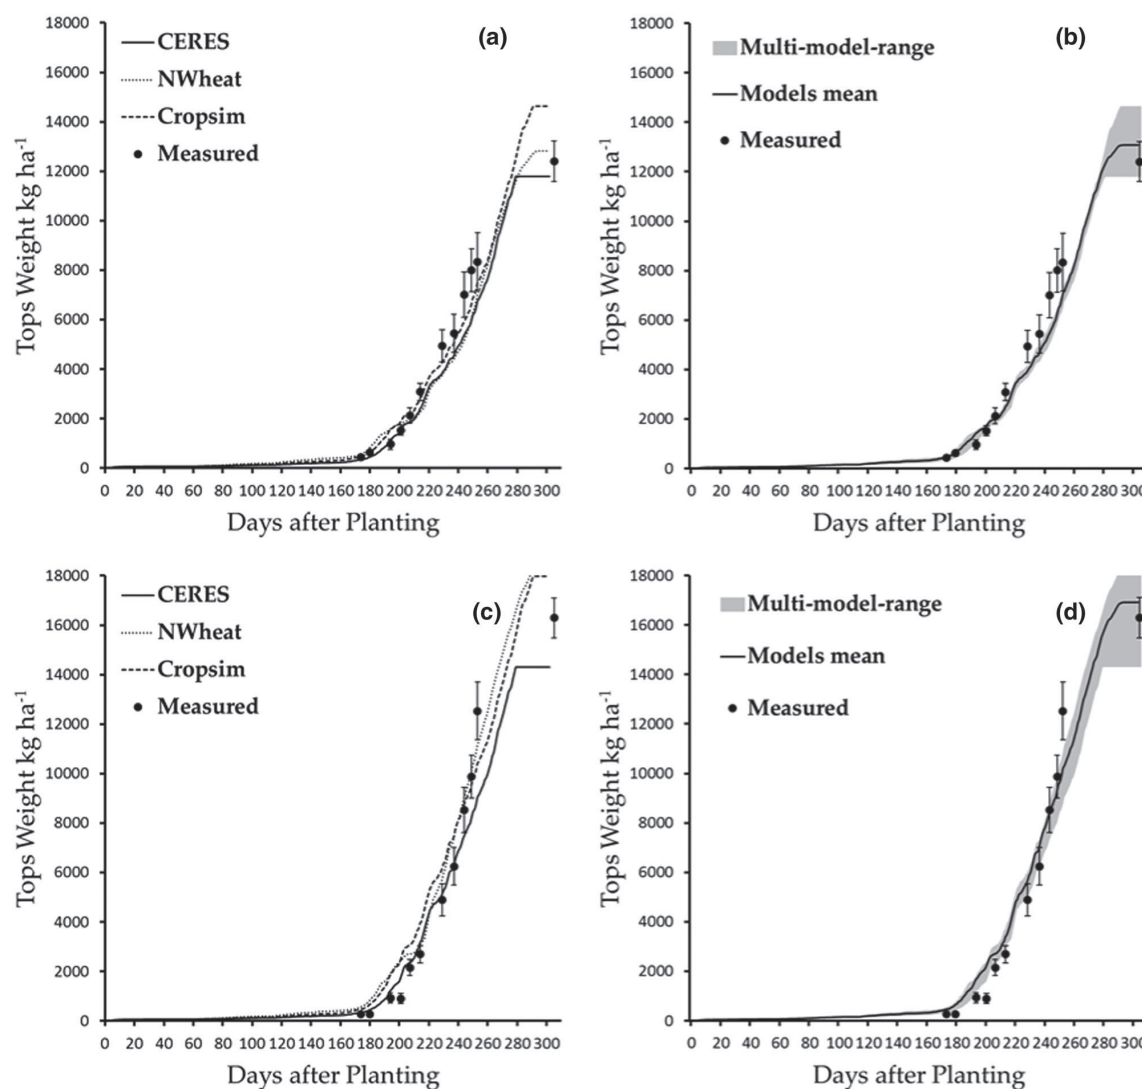 (a)
CERES
NWheat
Cropsim
Measured
Tops Weight kg ha-1
18000
16000
14000
12000
10000
8000
6000
4000
2000
0
0 20 40 60 80 100 120 140 160 180 200 220 240 260 280 300
Days after Planting
(b)
Multi-model-range
Models mean
Measured
Tops Weight kg ha-1
18000
16000
14000
12000
10000
8000
6000
4000
2000
0
0 20 40 60 80 100 120 140 160 180 200 220 240 260 280 300
Days after Planting
(c)
CERES
NWheat
Cropsim
Measured
Tops Weight kg ha-1
18000
16000
14000
12000
10000
8000
6000
4000
2000
0
0 20 40 60 80 100 120 140 160 180 200 220 240 260 280 300
Days after Planting
(d)
Multi-model-range
Models mean
Measured
Tops Weight kg ha-1
18000
16000
14000
12000
10000
8000
6000
4000
2000
0
0 20 40 60 80 100 120 140 160 180 200 220 240 260 280 300
Days after Planting